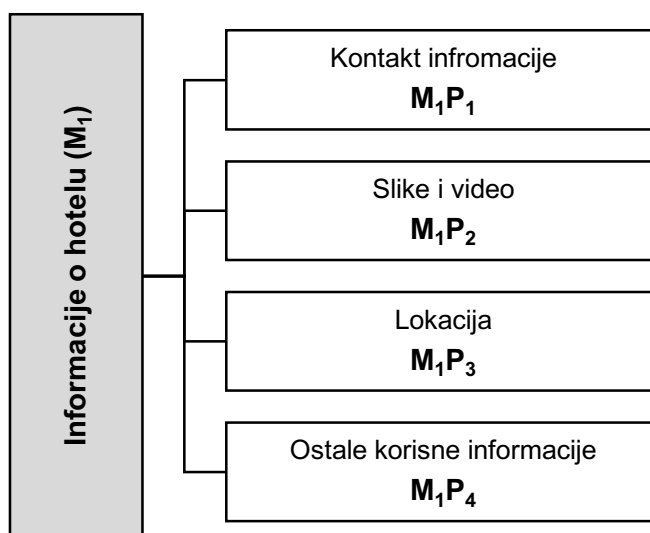 Informacije o hotelu (M₁)
Kontakt infromacije
M₁P₁
Slike i video
M₁P₂
Lokacija
M₁P₃
Ostale korisne informacije
M₁P₄